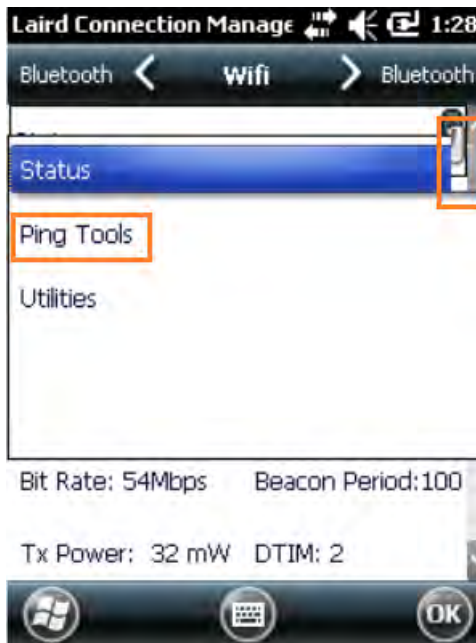 Laird Connection Manage 1:28
Bluetooth Wifi Bluetooth
Status
Ping Tools
Utilities
Bit Rate: 54Mbps Beacon Period:100
Tx Power: 32 mW DTIM: 2
OK